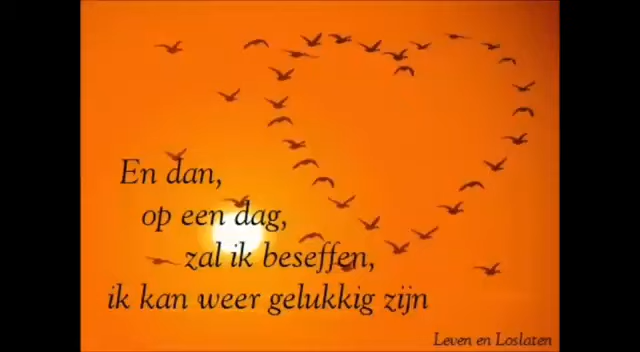 En dan,
op een dag,
zal ik beseffen,
ik kan weer gelukkig zijn
Leven en Loslaten